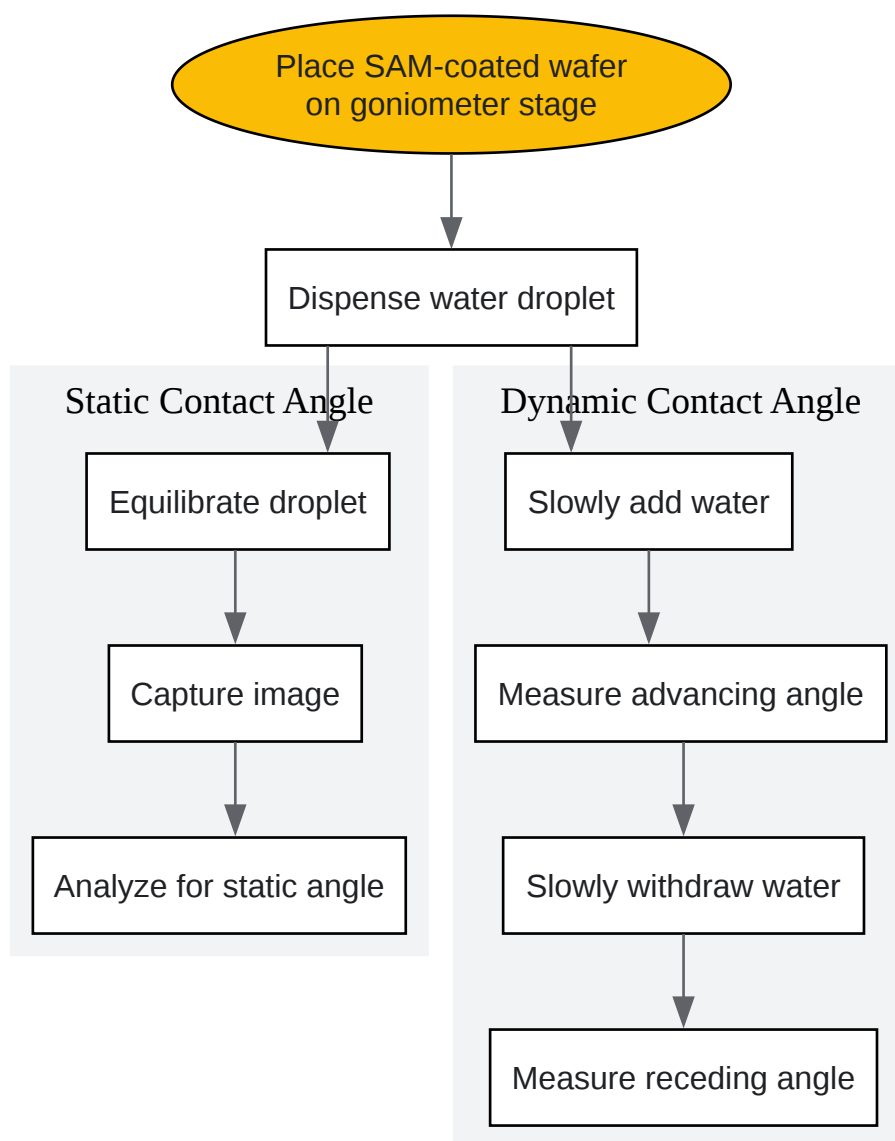 Place SAM-coated wafer
on goniometer stage
Dispense water droplet
Static Contact Angle
Equilibrate droplet
Capture image
Analyze for static angle
Dynamic Contact Angle
Slowly add water
Measure advancing angle
Slowly withdraw water
Measure receding angle